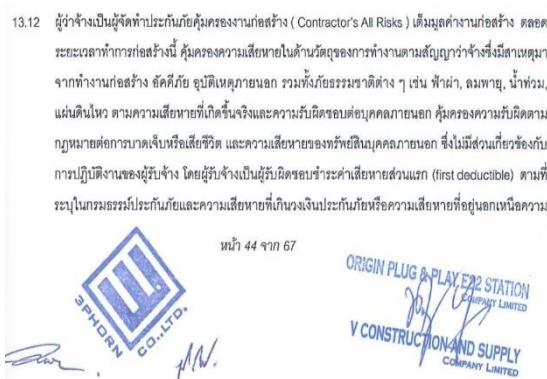 13.12 ผู้ว่าจ้างเป็นผู้จัดทำประกันภัยคุ้มครองงานก่อสร้าง ( Contractor's All Risks ) เต็มมูลค่างานก่อสร้าง ตลอด
ระยะเวลาทำการก่อสร้างนี้ คุ้มครองความเสียหายในด้านวัตถุของการทำงานตามสัญญาว่าจ้างซึ่งมีสาเหตุมา
จากทำงานก่อสร้าง อัคคีภัย อุบัติเหตุภายนอก รวมทั้งภัยธรรมชาติต่าง ๆ เช่น ฟ้าผ่า, ลมพายุ, น้ำท่วม,
แผ่นดินไหว ตามความเสียหายที่เกิดขึ้นจริงและความรับผิดชอบต่อบุคคลภายนอก คุ้มครองความรับผิดตาม
กฎหมายต่อการบาดเจ็บหรือเสียชีวิต และความเสียหายของทรัพย์สินบุคคลภายนอก ซึ่งไม่มีส่วนเกี่ยวข้องกับ
การปฏิบัติงานของผู้รับจ้าง โดยผู้รับจ้างเป็นผู้รับผิดชอบชำระค่าเสียหายส่วนแรก (first deductible) ตามที่
ระบุในกรมธรรม์ประกันภัยและความเสียหายที่เกินวงเงินประกันภัยหรือความเสียหายที่อยู่นอกเหนือความ
หน้า 44 จาก 67
3PHORN CO.,LTD.
ORIGIN PLUG & PLAY E22 STATION
COMPANY LIMITED
V CONSTRUCTION AND SUPPLY
COMPANY LIMITED